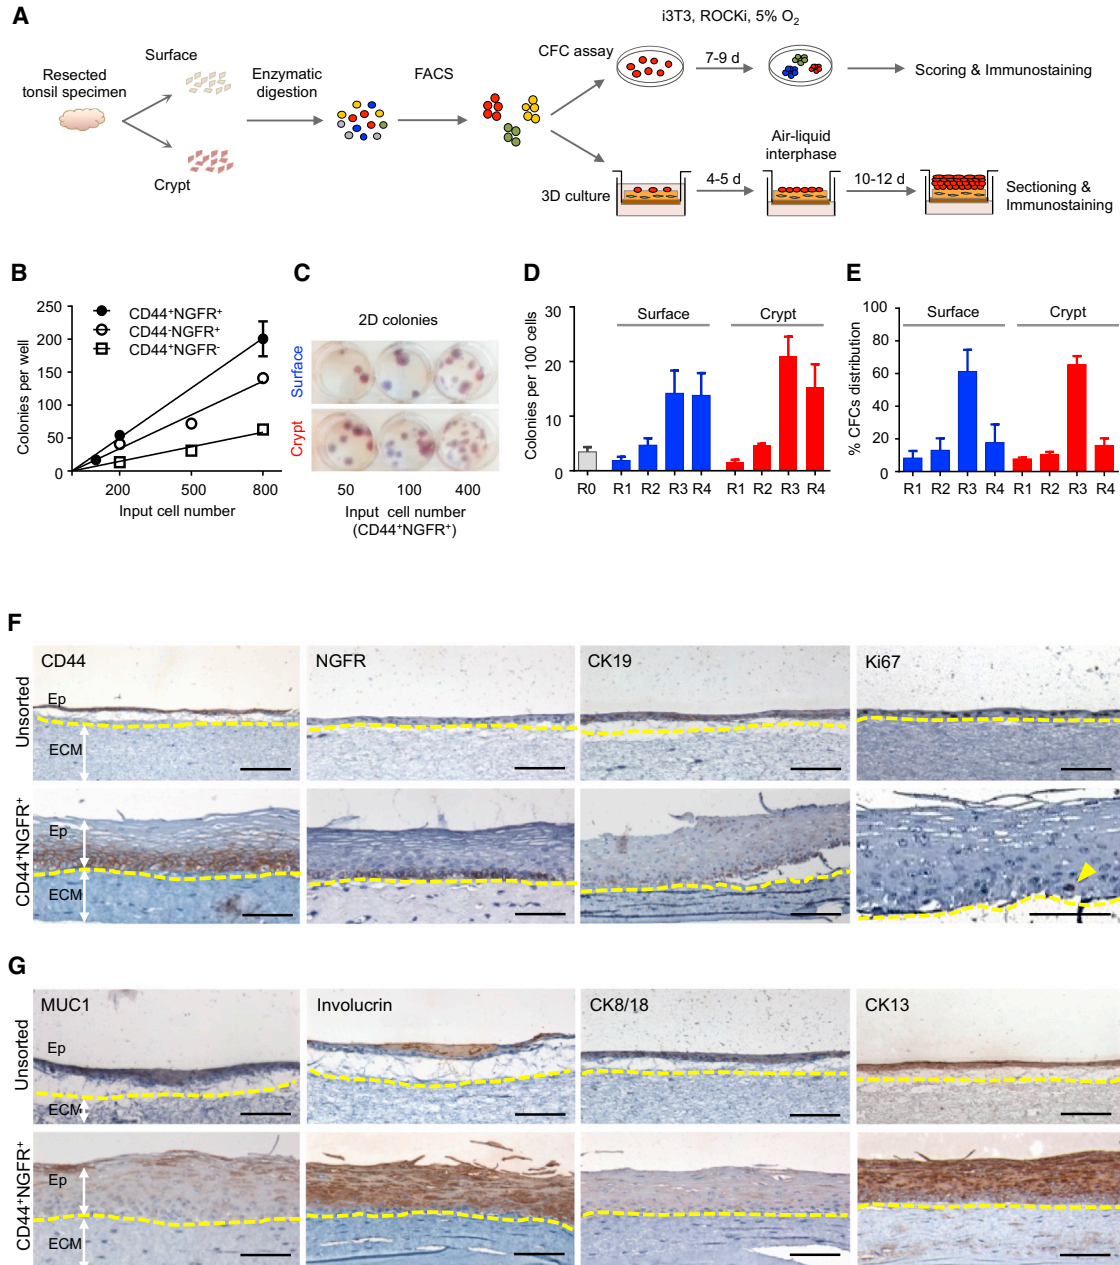 A
i3T3, ROCKi, 5% O₂
Surface
Resected
tonsil specimen
Crypt
Enzymatic
digestion
FACS
CFC assay
7-9 d
Scoring & Immunostaining
3D culture
4-5 d
Air-liquid
interphase
10-12 d
Sectioning &
Immunostaining
B
Colonies per well
250
200
150
100
50
0
CD44⁺NGFR⁺
CD44⁻NGFR⁺
CD44⁺NGFR⁻
200 500 800
Input cell number
C
2D colonies
Surface
Crypt
50 100 400
Input cell number
(CD44⁺NGFR⁺)
D
Colonies per 100 cells
30
20
10
0
Surface Crypt
R0 R1 R2 R3 R4 R1 R2 R3 R4
E
% CFCs distribution
100
80
60
40
20
0
Surface Crypt
R1 R2 R3 R4 R1 R2 R3 R4
F
Unsorted
CD44 NGFR CK19 Ki67
Ep
ECM
CD44⁺NGFR⁺
Ep
ECM
G
Unsorted
MUC1 Involucrin CK8/18 CK13
Ep
ECM
CD44⁺NGFR⁺
Ep
ECM